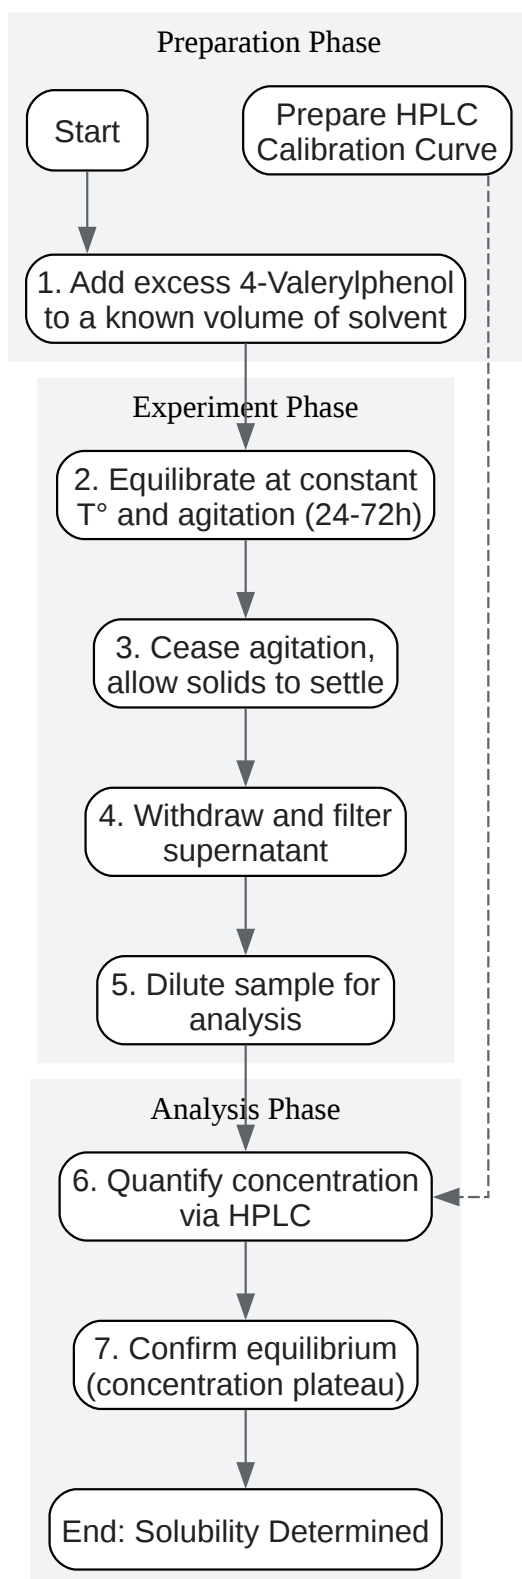 Preparation Phase
Start
Prepare HPLC
Calibration Curve
1. Add excess 4-Valerylphenol
to a known volume of solvent
Experiment Phase
2. Equilibrate at constant
T° and agitation (24-72h)
3. Cease agitation,
allow solids to settle
4. Withdraw and filter
supernatant
5. Dilute sample for
analysis
Analysis Phase
6. Quantify concentration
via HPLC
7. Confirm equilibrium
(concentration plateau)
End: Solubility Determined